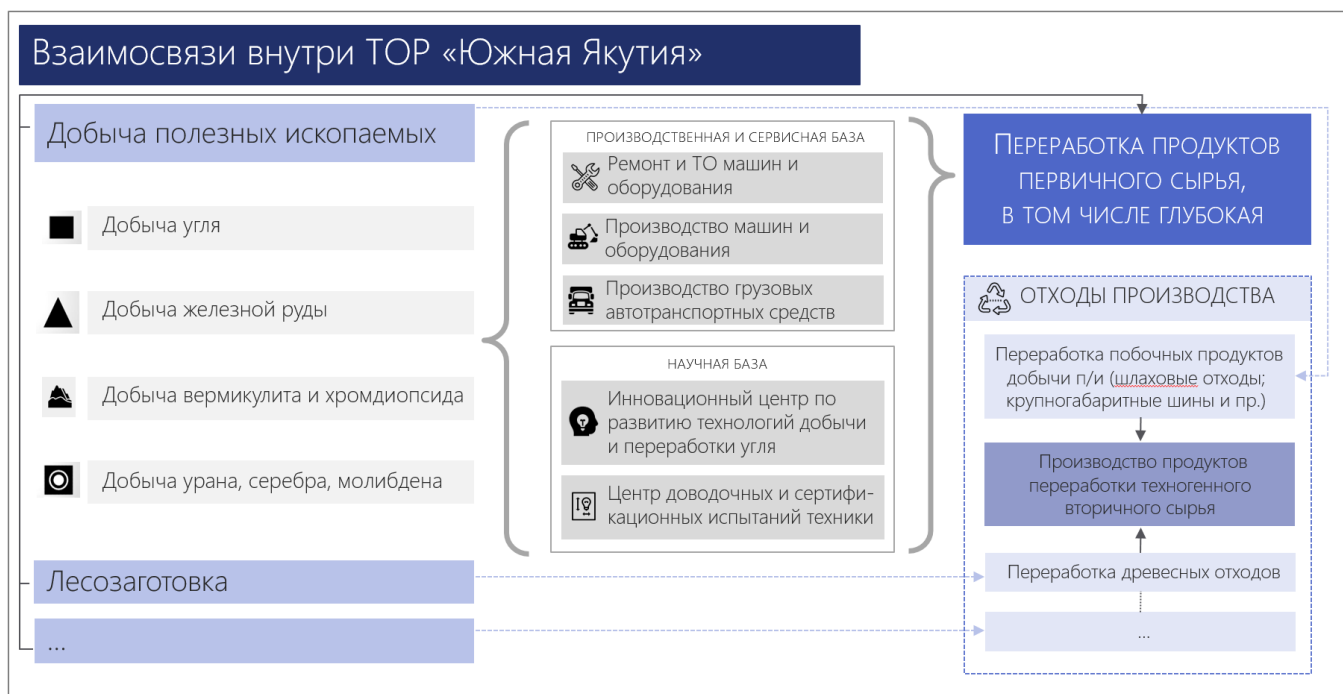 Взаимосвязи внутри ТОР «Южная Якутия»
Добыча полезных ископаемых
Добыча угля
Добыча железной руды
Добыча вермикулита и хромдиопсида
Добыча урана, серебра, молибдена
Лесозаготовка
...
ПРОИЗВОДСТВЕННАЯ И СЕРВИСНАЯ БАЗА
Ремонт и ТО машин и
оборудования
Производство машин и
оборудования
Производство грузовых
автотранспортных средств
НАУЧНАЯ БАЗА
Инновационный центр по
развитию технологий добычи
и переработки угля
Центр доводочных и сертифи-
кационных испытаний техники
ПЕРЕРАБОТКА ПРОДУКТОВ
ПЕРВИЧНОГО СЫРЬЯ,
В ТОМ ЧИСЛЕ ГЛУБОКАЯ
ОТХОДЫ ПРОИЗВОДСТВА
Переработка побочных продуктов
добычи п/и (шлаховые отходы;
крупногабаритные шины и пр.)
Производство продуктов
переработки техногенного
вторичного сырья
Переработка древесных отходов
...